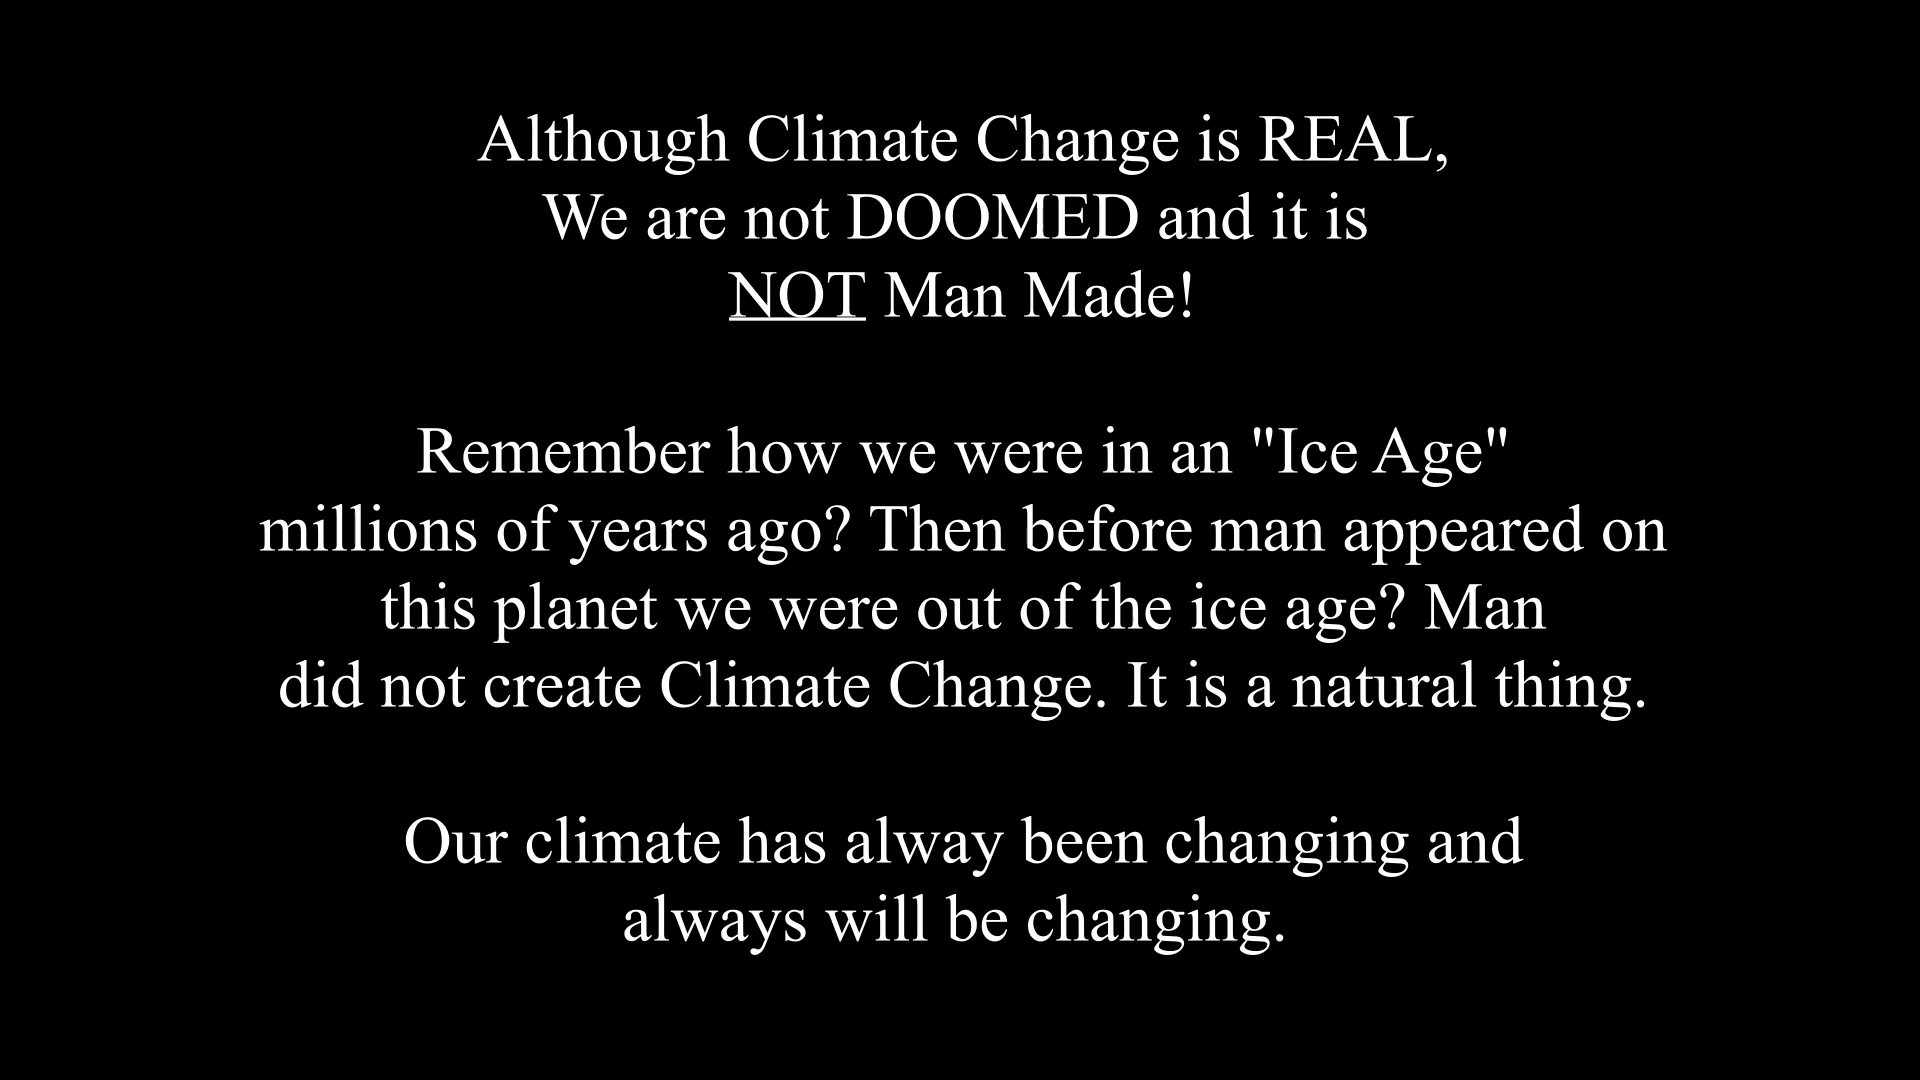 Although Climate Change is REAL,
We are not DOOMED and it is
NOT Man Made!
Remember how we were in an "Ice Age"
millions of years ago? Then before man appeared on
this planet we were out of the ice age? Man
did not create Climate Change. It is a natural thing.
Our climate has alway been changing and
always will be changing.